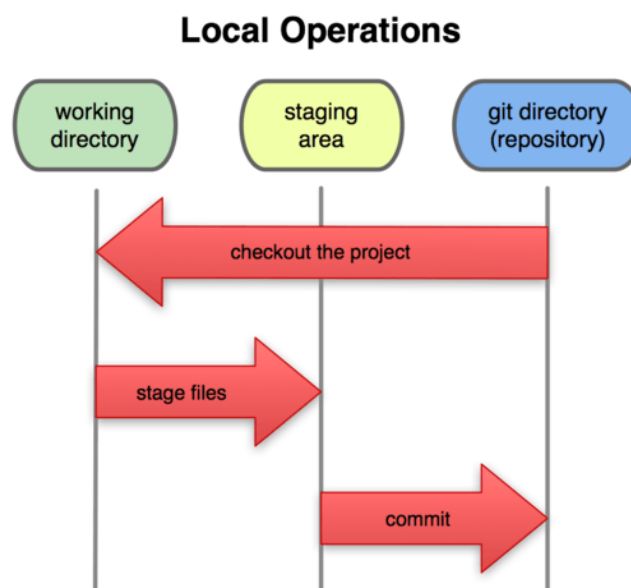 Local Operations
working
directory
staging
area
git directory
(repository)
checkout the project
stage files
commit